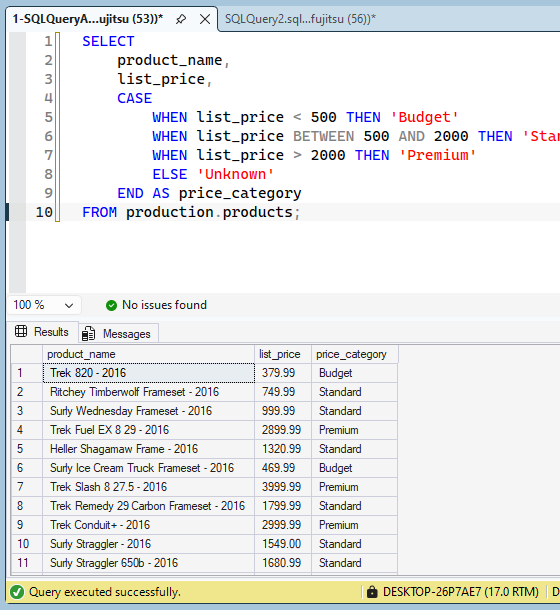 1-SQLQueryA...ujitsu (53))* SQLQuery2.sql...fujitsu (56))*
1 SELECT
2 product_name,
3 list_price,
4 CASE
5 WHEN list_price < 500 THEN 'Budget'
6 WHEN list_price BETWEEN 500 AND 2000 THEN 'Stan
7 WHEN list_price > 2000 THEN 'Premium'
8 ELSE 'Unknown'
9 END AS price_category
10 FROM production.products;
100 % No issues found
Results Messages
product_name list_price price_category
1 Trek 820 - 2016 379.99 Budget
2 Ritchey Timberwolf Frameset - 2016 749.99 Standard
3 Surly Wednesday Frameset - 2016 999.99 Standard
4 Trek Fuel EX 8 29 - 2016 2899.99 Premium
5 Heller Shagamaw Frame - 2016 1320.99 Standard
6 Surly Ice Cream Truck Frameset - 2016 469.99 Budget
7 Trek Slash 8 27.5 - 2016 3999.99 Premium
8 Trek Remedy 29 Carbon Frameset - 2016 1799.99 Standard
9 Trek Conduit+ - 2016 2999.99 Premium
10 Surly Straggler - 2016 1549.00 Standard
11 Surly Straggler 650b - 2016 1680.99 Standard
Query executed successfully. DESKTOP-26P7AE7 (17.0 RTM) D